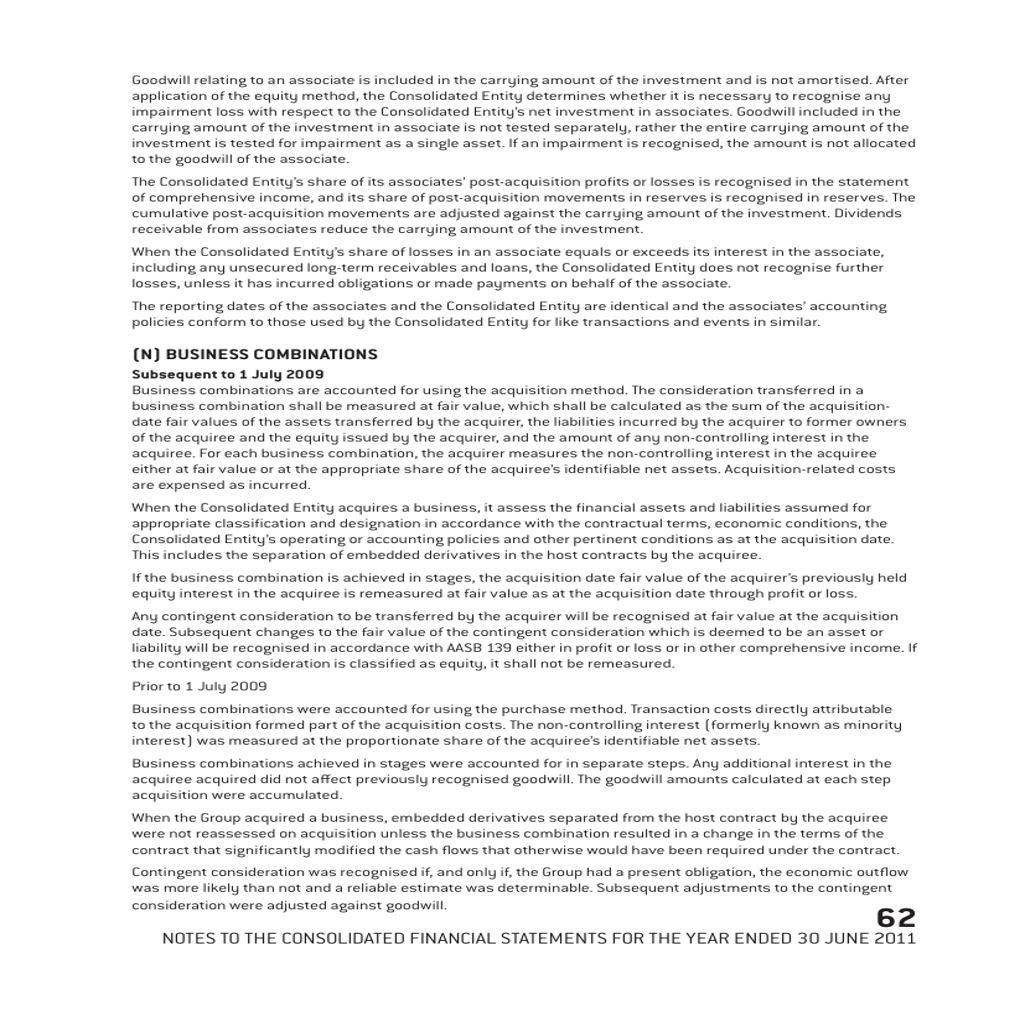 Goodwill relating to an associate is included in the carrying amount of the investment and is not amortised. After
application of the equity method, the Consolidated Entity determines whether it is necessary to recognise any
impairment loss with respect to the Consolidated Entity's net investment in associates. Goodwill included in the
carrying amount of the investment in associate is not tested separately, rather the entire carrying amount of the
investment is tested for impairment as a single asset. If an impairment is recognised, the amount is not allocated
to the goodwill of the associate.
The Consolidated Entity's share of its associates' post-acquisition profits or losses is recognised in the statement
of comprehensive income, and its share of post-acquisition movements in reserves is recognised in reserves. The
cumulative post-acquisition movements are adjusted against the carrying amount of the investment. Dividends
receivable from associates reduce the carrying amount of the investment.
When the Consolidated Entity's share of losses in an associate equals or exceeds its interest in the associate,
including any unsecured long-term receivables and loans, the Consolidated Entity does not recognise further
losses, unless it has incurred obligations or made payments on behalf of the associate.
The reporting dates of the associates and the Consolidated Entity are identical and the associates' accounting
policies conform to those used by the Consolidated Entity for like transactions and events in similar.
(N) BUSINESS COMBINATIONS
Subsequent to 1 July 2009
Business combinations are accounted for using the acquisition method. The consideration transferred in a
business combination shall be measured at fair value, which shall be calculated as the sum of the acquisition-
date fair values of the assets transferred by the acquirer, the liabilities incurred by the acquirer to former owners
of the acquiree and the equity issued by the acquirer, and the amount of any non-controlling interest in the
acquiree. For each business combination, the acquirer measures the non-controlling interest in the acquiree
either at fair value or at the appropriate share of the acquiree's identifiable net assets. Acquisition-related costs
are expensed as incurred.
When the Consolidated Entity acquires a business, it assess the financial assets and liabilities assumed for
appropriate classification and designation in accordance with the contractual terms, economic conditions, the
Consolidated Entity's operating or accounting policies and other pertinent conditions as at the acquisition date.
This includes the separation of embedded derivatives in the host contracts by the acquiree.
If the business combination is achieved in stages, the acquisition date fair value of the acquirer's previously held
equity interest in the acquiree is remeasured at fair value as at the acquisition date through profit or loss.
Any contingent consideration to be transferred by the acquirer will be recognised at fair value at the acquisition
date. Subsequent changes to the fair value of the contingent consideration which is deemed to be an asset or
liability will be recognised in accordance with AASB 139 either in profit or loss or in other comprehensive income. If
the contingent consideration is classified as equity, it shall not be remeasured.
Prior to 1 July 2009
Business combinations were accounted for using the purchase method. Transaction costs directly attributable
to the acquisition formed part of the acquisition costs. The non-controlling interest (formerly known as minority
interest) was measured at the proportionate share of the acquiree's identifiable net assets.
Business combinations achieved in stages were accounted for in separate steps. Any additional interest in the
acquiree acquired did not affect previously recognised goodwill. The goodwill amounts calculated at each step
acquisition were accumulated.
When the Group acquired a business, embedded derivatives separated from the host contract by the acquiree
were not reassessed on acquisition unless the business combination resulted in a change in the terms of the
contract that significantly modified the cash flows that otherwise would have been required under the contract.
Contingent consideration was recognised if, and only if, the Group had a present obligation, the economic outflow
was more likely than not and a reliable estimate was determinable. Subsequent adjustments to the contingent
consideration were adjusted against goodwill.
62
NOTES TO THE CONSOLIDATED FINANCIAL STATEMENTS FOR THE YEAR ENDED 30 JUNE 2011